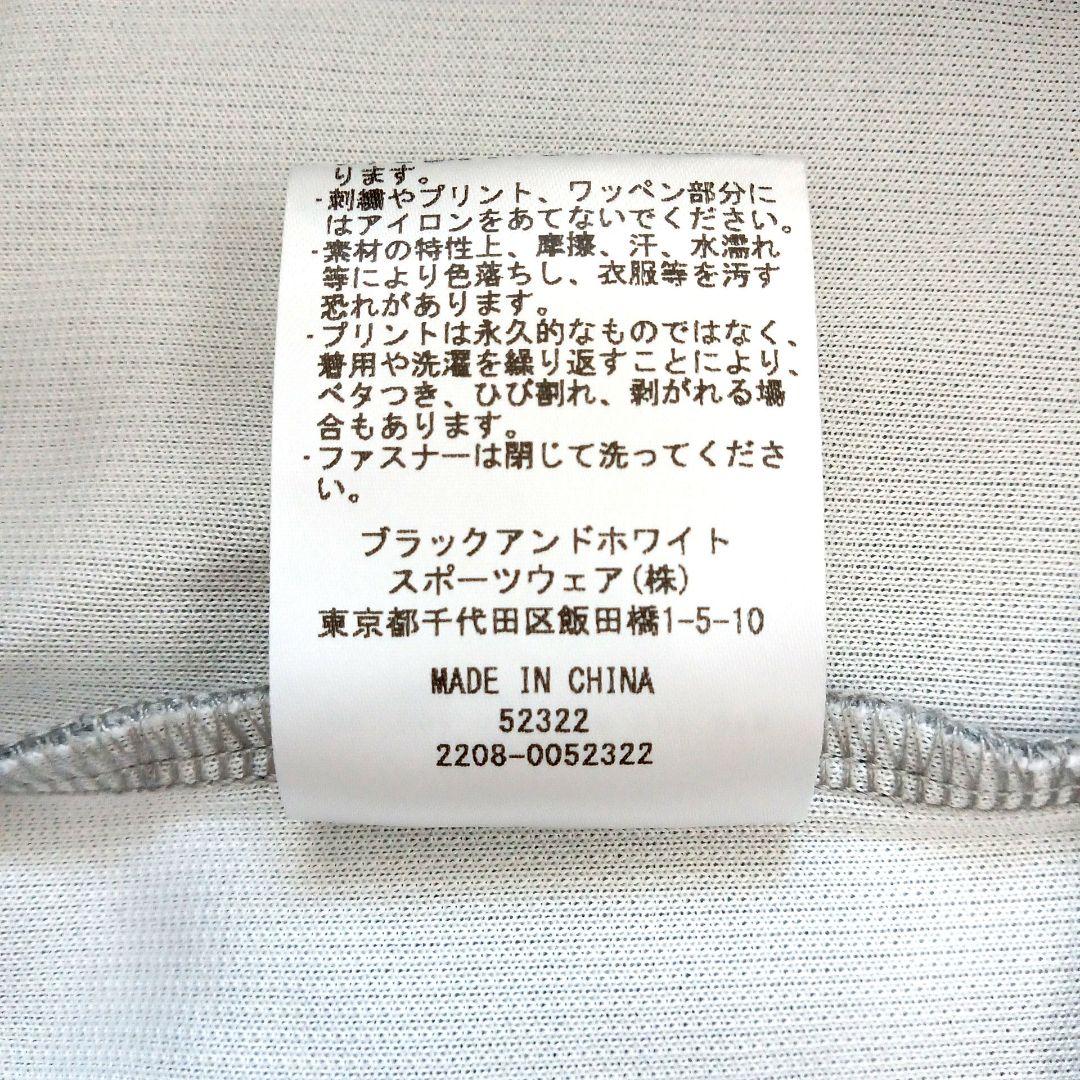 ります。
・刺繍やプリント、ワッペン部分に
はアイロンをあてないでください。
・素材の特性上、摩擦、汗、水濡れ
等により色落ちし、衣服等を汚す
恐れがあります。
・プリントは永久的なものではなく、
着用や洗濯を繰り返すことにより、
ベタつき、ひび割れ、剥がれる場
合もあります。
・ファスナーは閉じて洗ってくださ
い。
ブラックアンドホワイト
スポーツウェア(株)
東京都千代田区飯田橋1-5-10
MADE IN CHINA
52322
2208-0052322